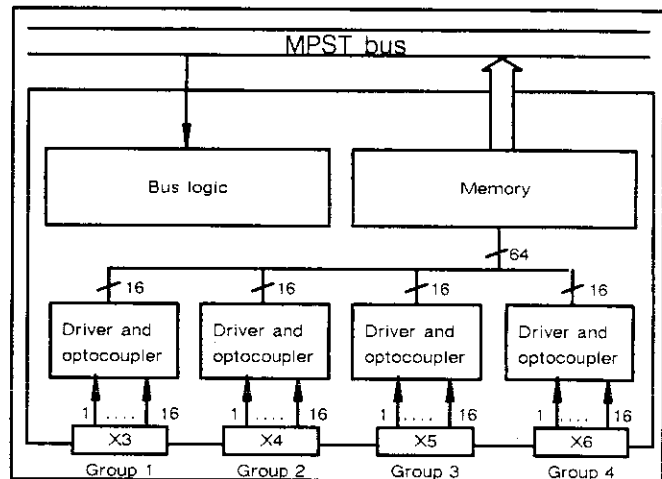 MPST bus
Bus logic
Memory
64
16 16 16 16
Driver and optocoupler
Driver and optocoupler
Driver and optocoupler
Driver and optocoupler
1 .... 16 1 .... 16 1 .... 16 1 .... 16
X3 X4 X5 X6
Group 1 Group 2 Group 3 Group 4